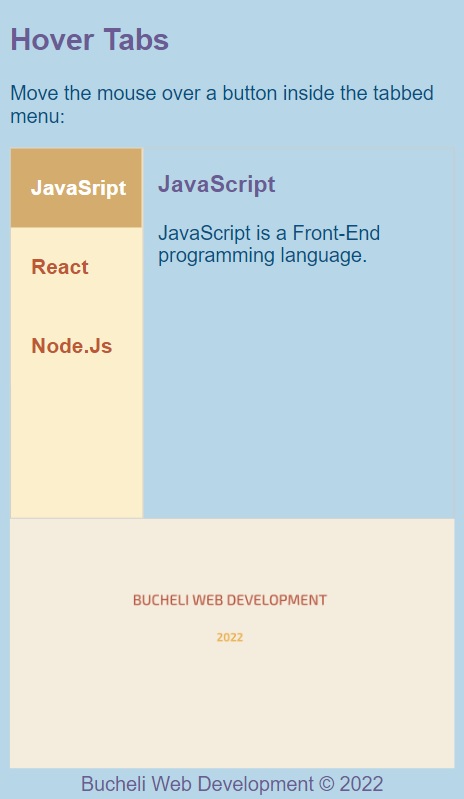 Hover Tabs
Move the mouse over a button inside the tabbed
menu:
JavaSript
React
Node.Js
JavaScript
JavaScript is a Front-End
programming language.
BUCHELI WEB DEVELOPMENT
2022
Bucheli Web Development © 2022